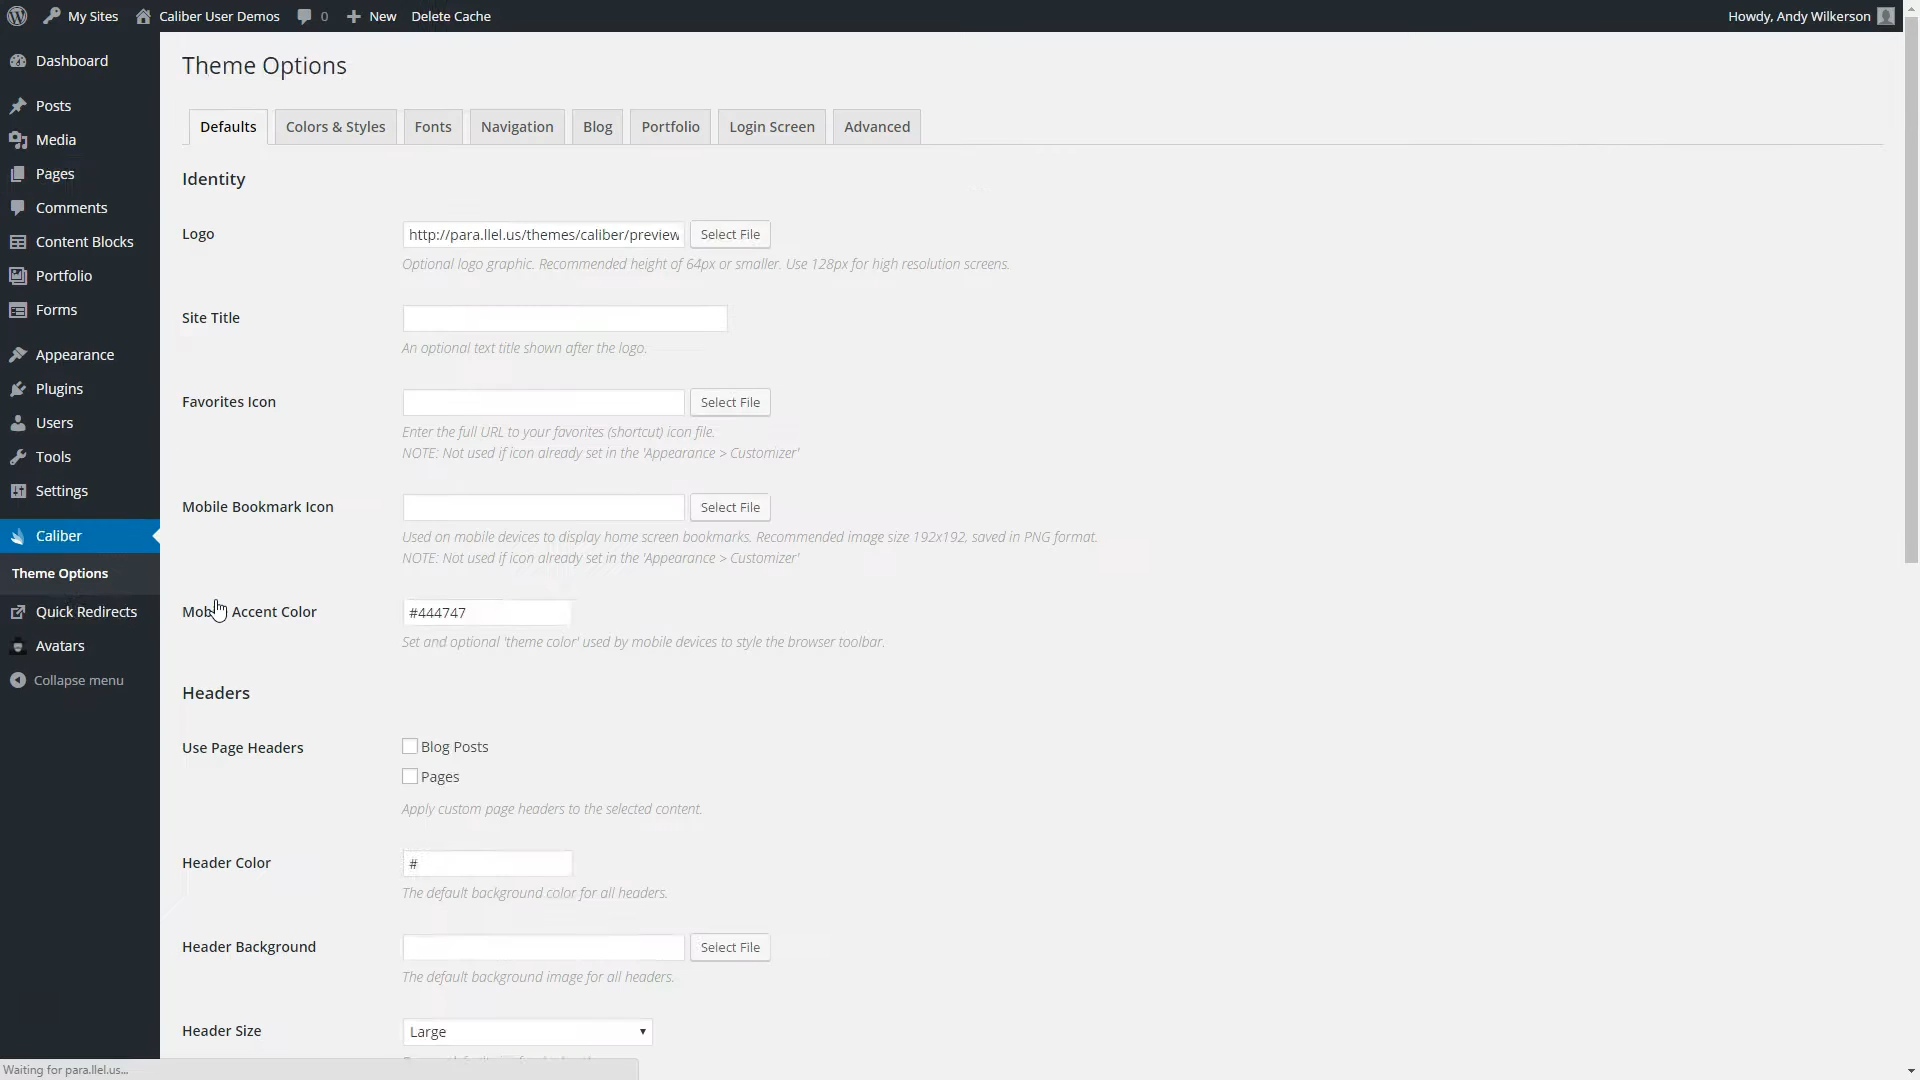 My Sites
Caliber User Demos
0
New
Delete Cache
Howdy, Andy Wilkerson
Dashboard
Posts
Media
Pages
Comments
Content Blocks
Portfolio
Forms
Appearance
Plugins
Users
Tools
Settings
Caliber
Theme Options
Quick Redirects
Avatars
Collapse menu
Theme Options
Defaults
Colors & Styles
Fonts
Navigation
Blog
Portfolio
Login Screen
Advanced
Identity
Logo
http://para.llel.us/themes/caliber/preview
Select File
Optional logo graphic. Recommended height of 64px or smaller. Use 128px for high resolution screens.
Site Title
An optional text title shown after the logo.
Favorites Icon
Select File
Enter the full URL to your favorites (shortcut) icon file.
NOTE: Not used if icon already set in the 'Appearance > Customizer'
Mobile Bookmark Icon
Select File
Used on mobile devices to display home screen bookmarks. Recommended image size 192x192, saved in PNG format.
NOTE: Not used if icon already set in the 'Appearance > Customizer'
Accent Color
#444747
Set and optional 'theme color' used by mobile devices to style the browser toolbar.
Headers
Use Page Headers
Blog Posts
Pages
Apply custom page headers to the selected content.
Header Color
#
The default background color for all headers.
Header Background
Select File
The default background image for all headers.
Header Size
Large
Waiting for para.llel.us...